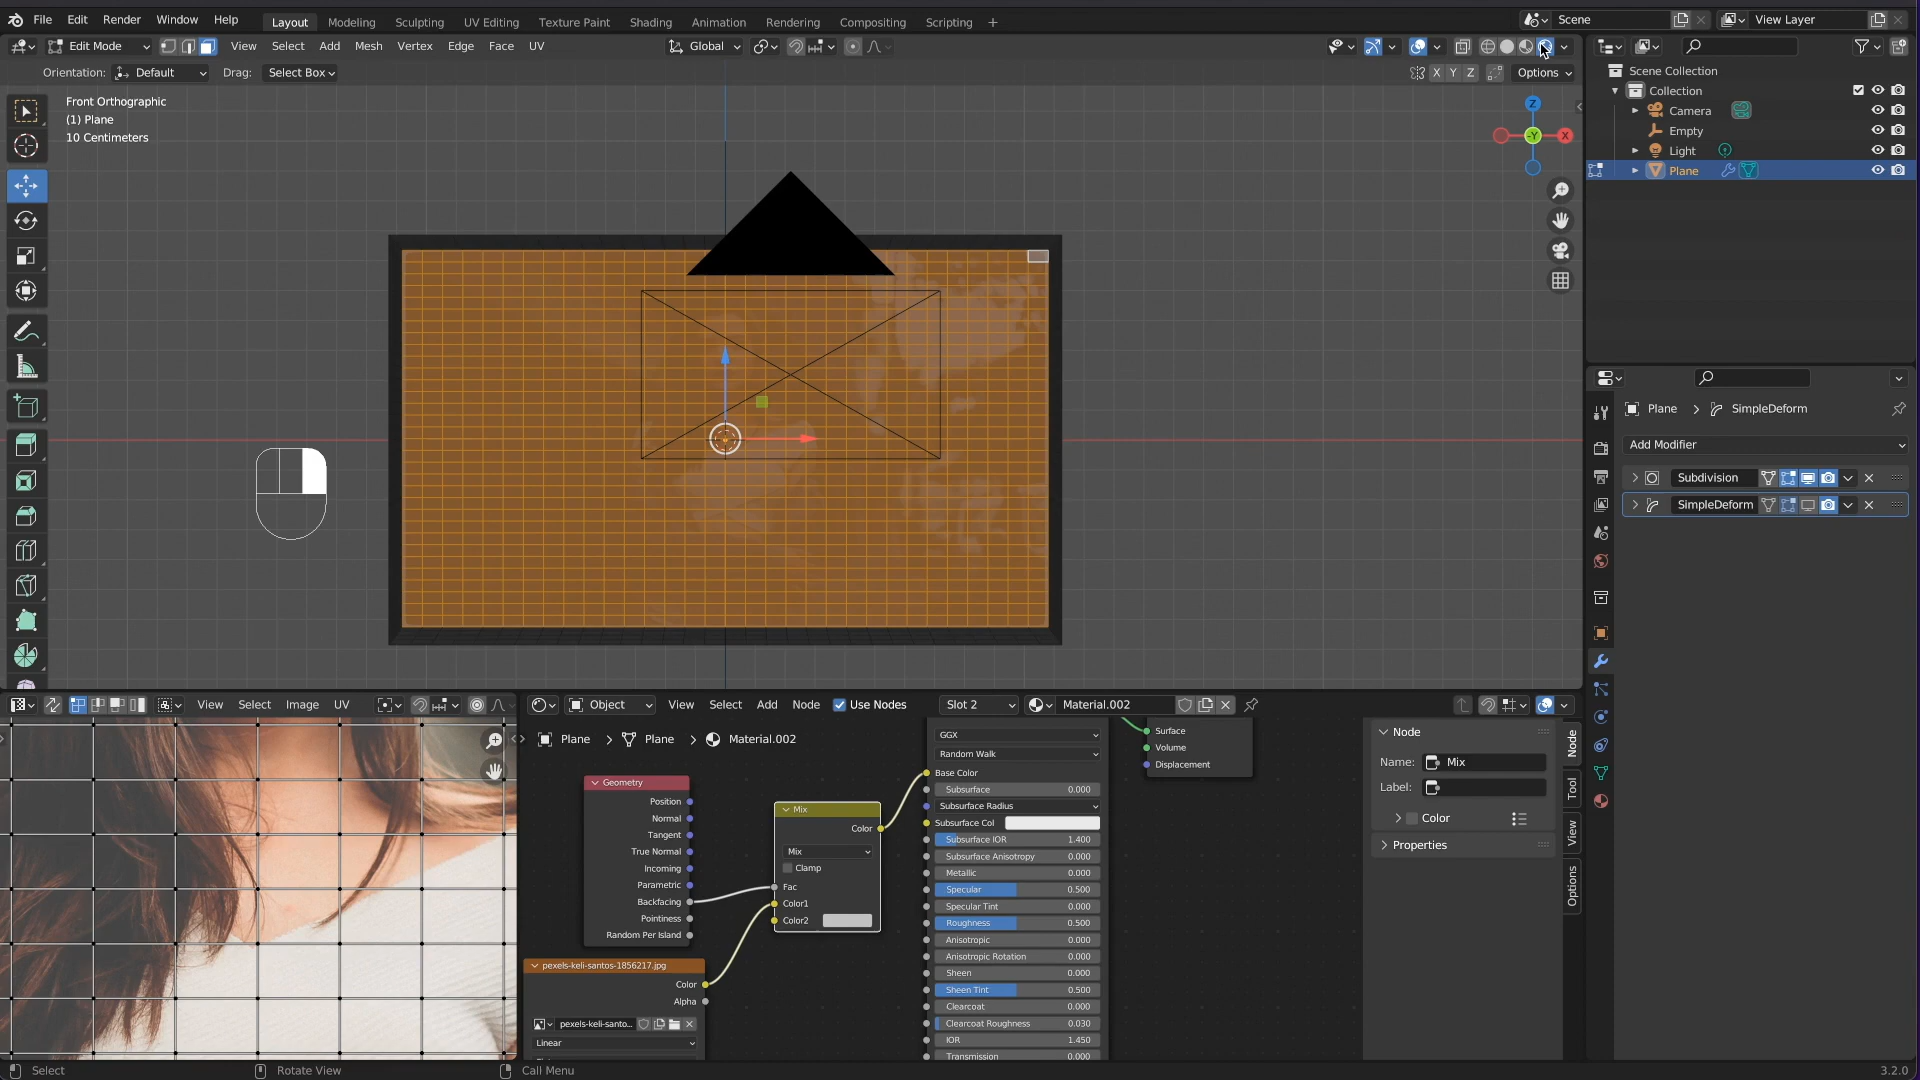 File Edit Render Window Help
Layout Modeling Sculpting UV Editing Texture Paint Shading Animation Rendering Compositing Scripting +
Scene
View Layer
Edit Mode
View Select Add Mesh Vertex Edge Face UV
Global
Orientation: Default Drag: Select Box
X Y Z
Options
Front Orthographic
(1) Plane
10 Centimeters
Z
-Y
X
Scene Collection
Collection
Camera
Empty
Light
Plane
Plane > SimpleDeform
Add Modifier
Subdivision
SimpleDeform
View Select Image UV
Object
View Select Add Node Use Nodes
Slot 2
Material.002
Plane > Plane > Material.002
Geometry
Position
Normal
Tangent
True Normal
Incoming
Parametric
Backfacing
Pointiness
Random Per Island
pexels-keli-santos-1856217.jpg
Color
Alpha
pexels-keli-santo...
Linear
Mix
Color
Mix
Clamp
Fac
Color1
Color2
GGX
Random Walk
Base Color
Subsurface 0.000
Subsurface Radius
Subsurface Col
Subsurface IOR 1.400
Subsurface Anisotropy 0.000
Metallic 0.000
Specular 0.500
Specular Tint 0.000
Roughness 0.500
Anisotropic 0.000
Anisotropic Rotation 0.000
Sheen 0.000
Sheen Tint 0.500
Clearcoat 0.000
Clearcoat Roughness 0.030
IOR 1.450
Transmission 0.000
Surface
Volume
Displacement
Node
Name: Mix
Label:
Color
Properties
Node
Tool
View
Options
Select
Rotate View
Call Menu
3.2.0